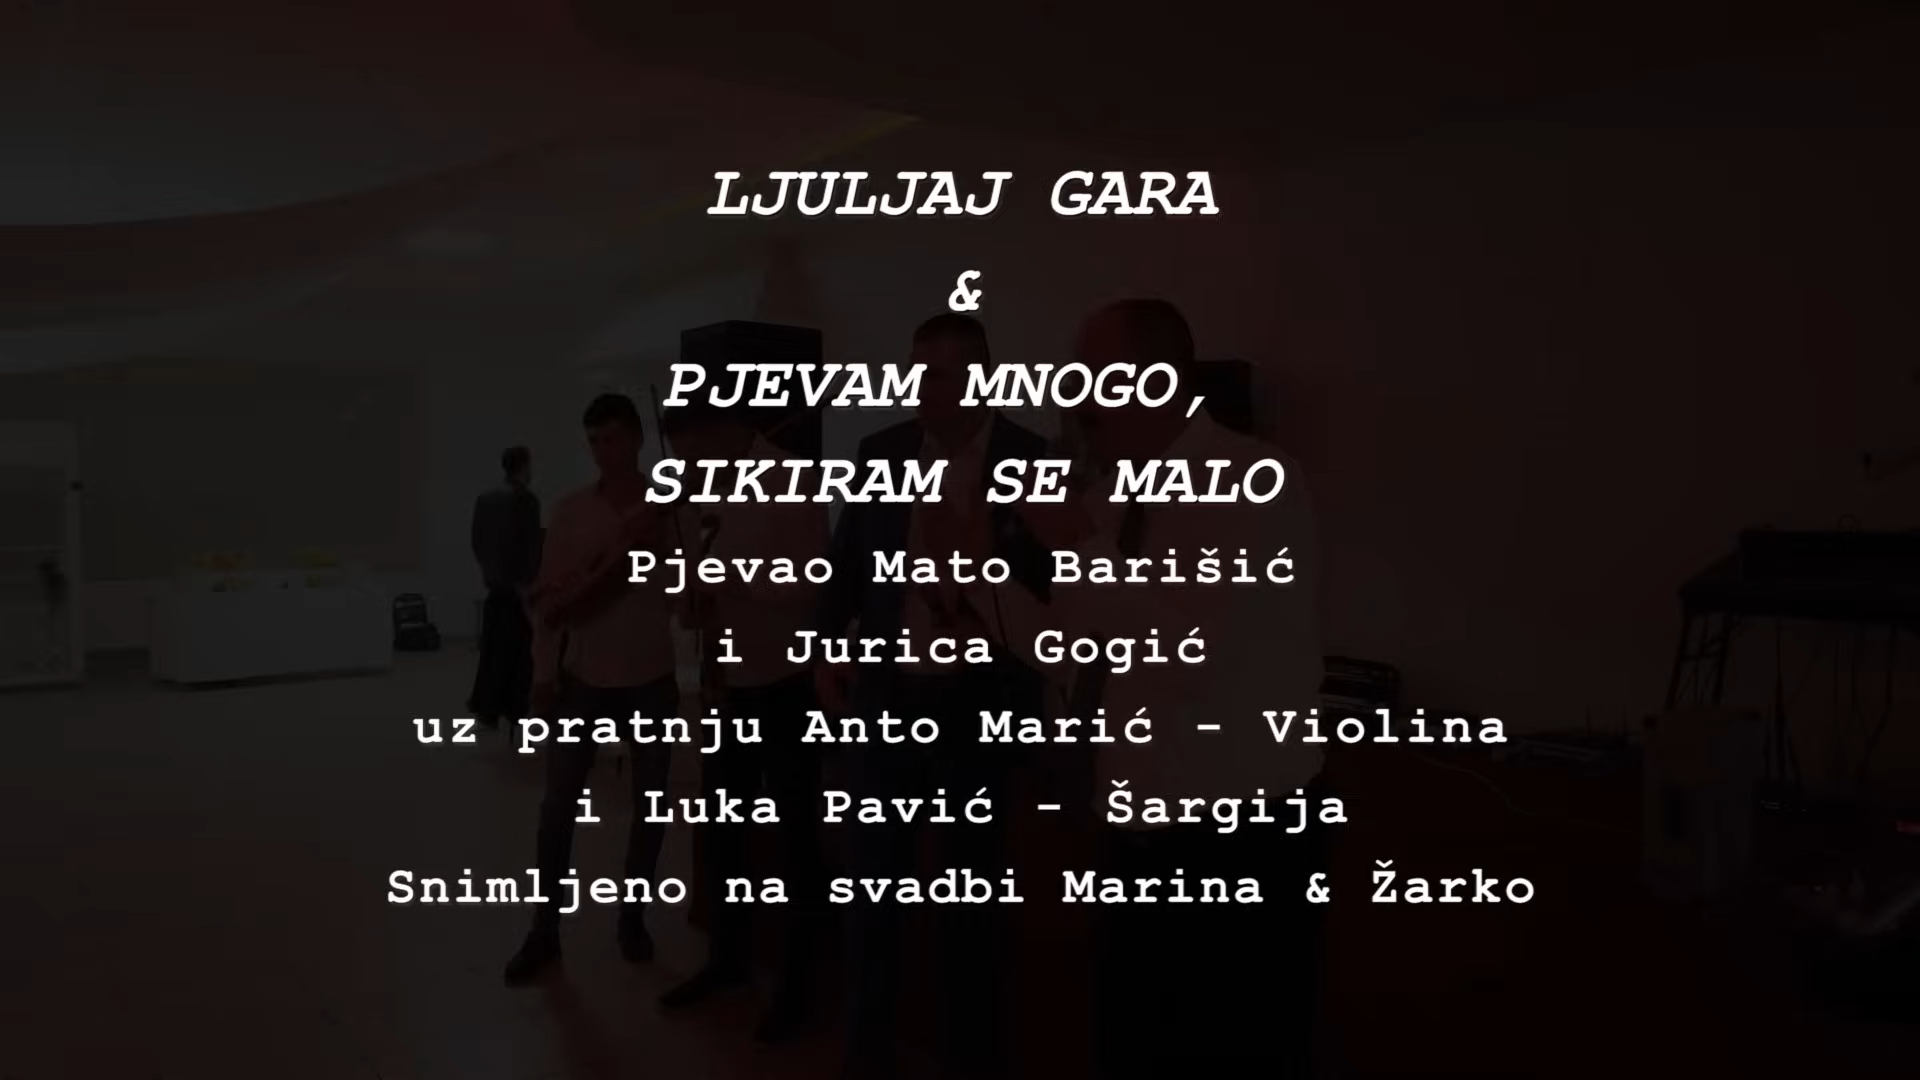 LJULJAJ GARA
&
PJEVAM MNOGO,
SIKIRAM SE MALO
Pjevao Mato Barišić
i Jurica Gogić
uz pratnju Anto Marić - Violina
i Luka Pavić - Šargija
Snimljeno na svadbi Marina & Žarko